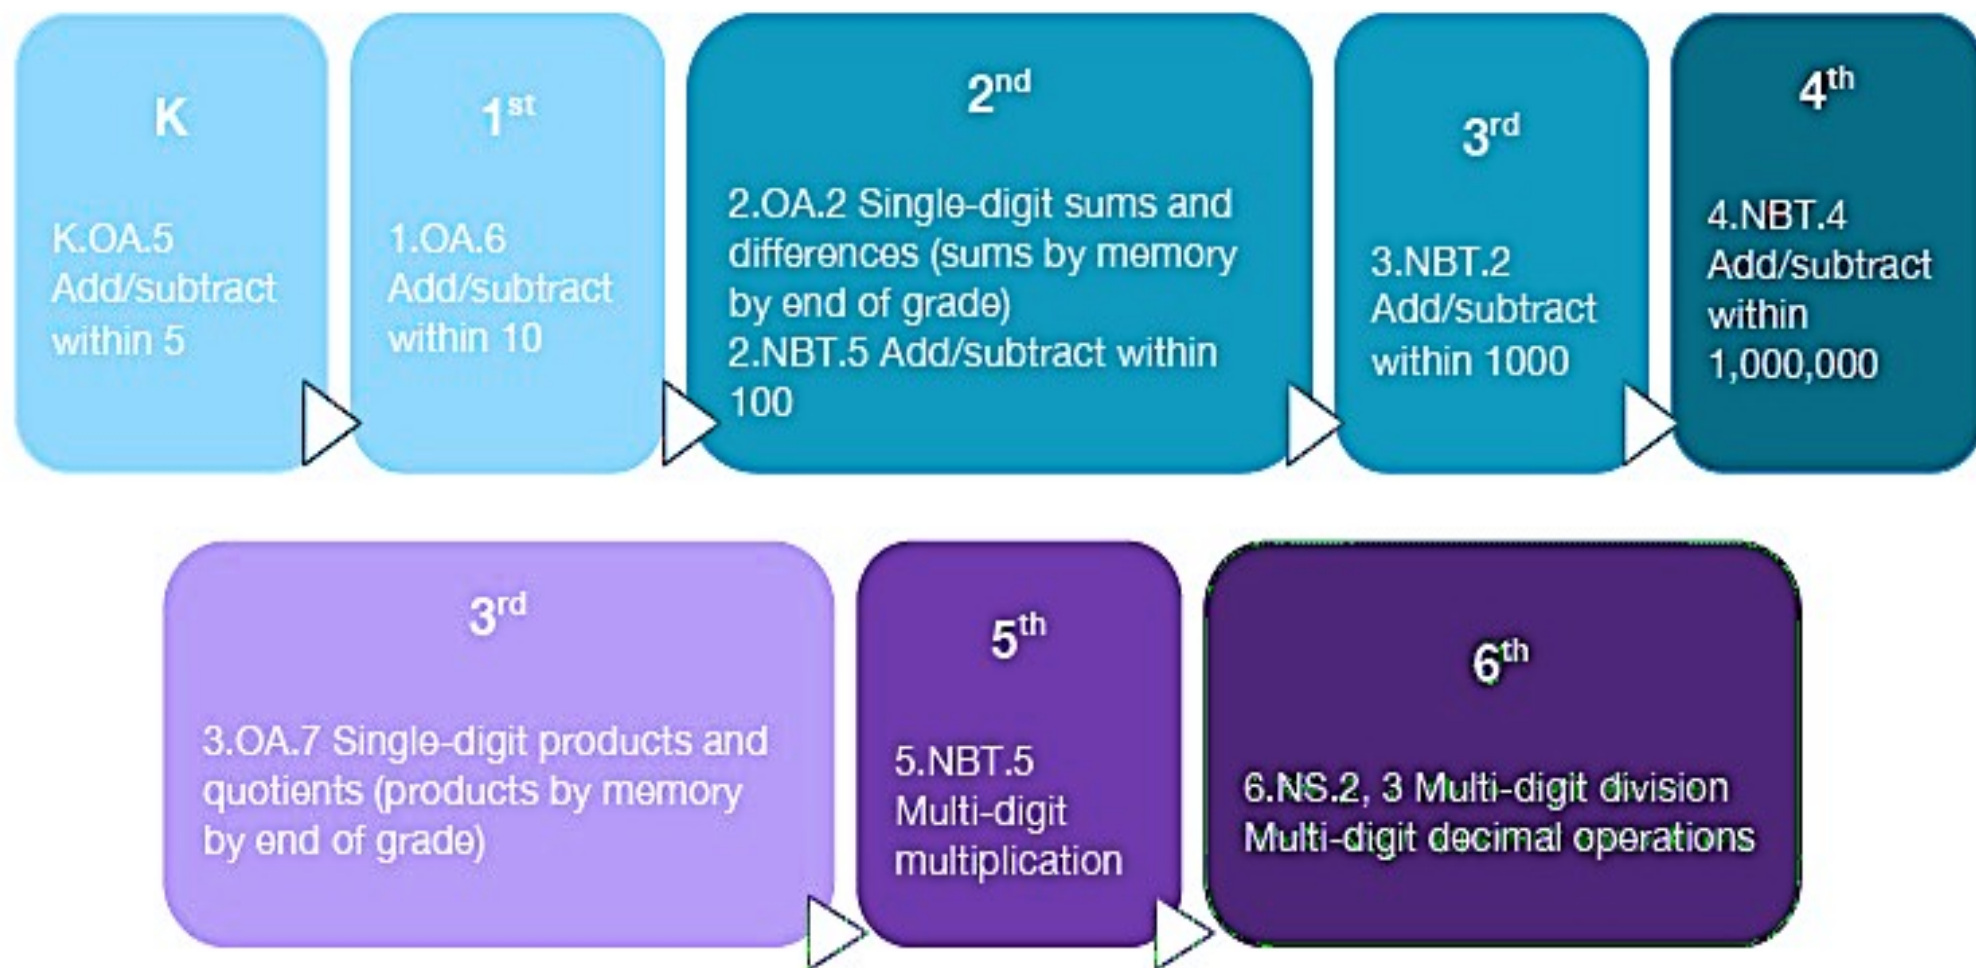 K
K.OA.5
Add/subtract
within 5
1st
1.OA.6
Add/subtract
within 10
2nd
2.OA.2 Single-digit sums and
differences (sums by memory
by end of grade)
2.NBT.5 Add/subtract within
100
3rd
3.NBT.2
Add/subtract
within 1000
4th
4.NBT.4
Add/subtract
within
1,000,000
3rd
3.OA.7 Single-digit products and
quotients (products by memory
by end of grade)
5th
5.NBT.5
Multi-digit
multiplication
6th
6.NS.2, 3 Multi-digit division
Multi-digit decimal operations